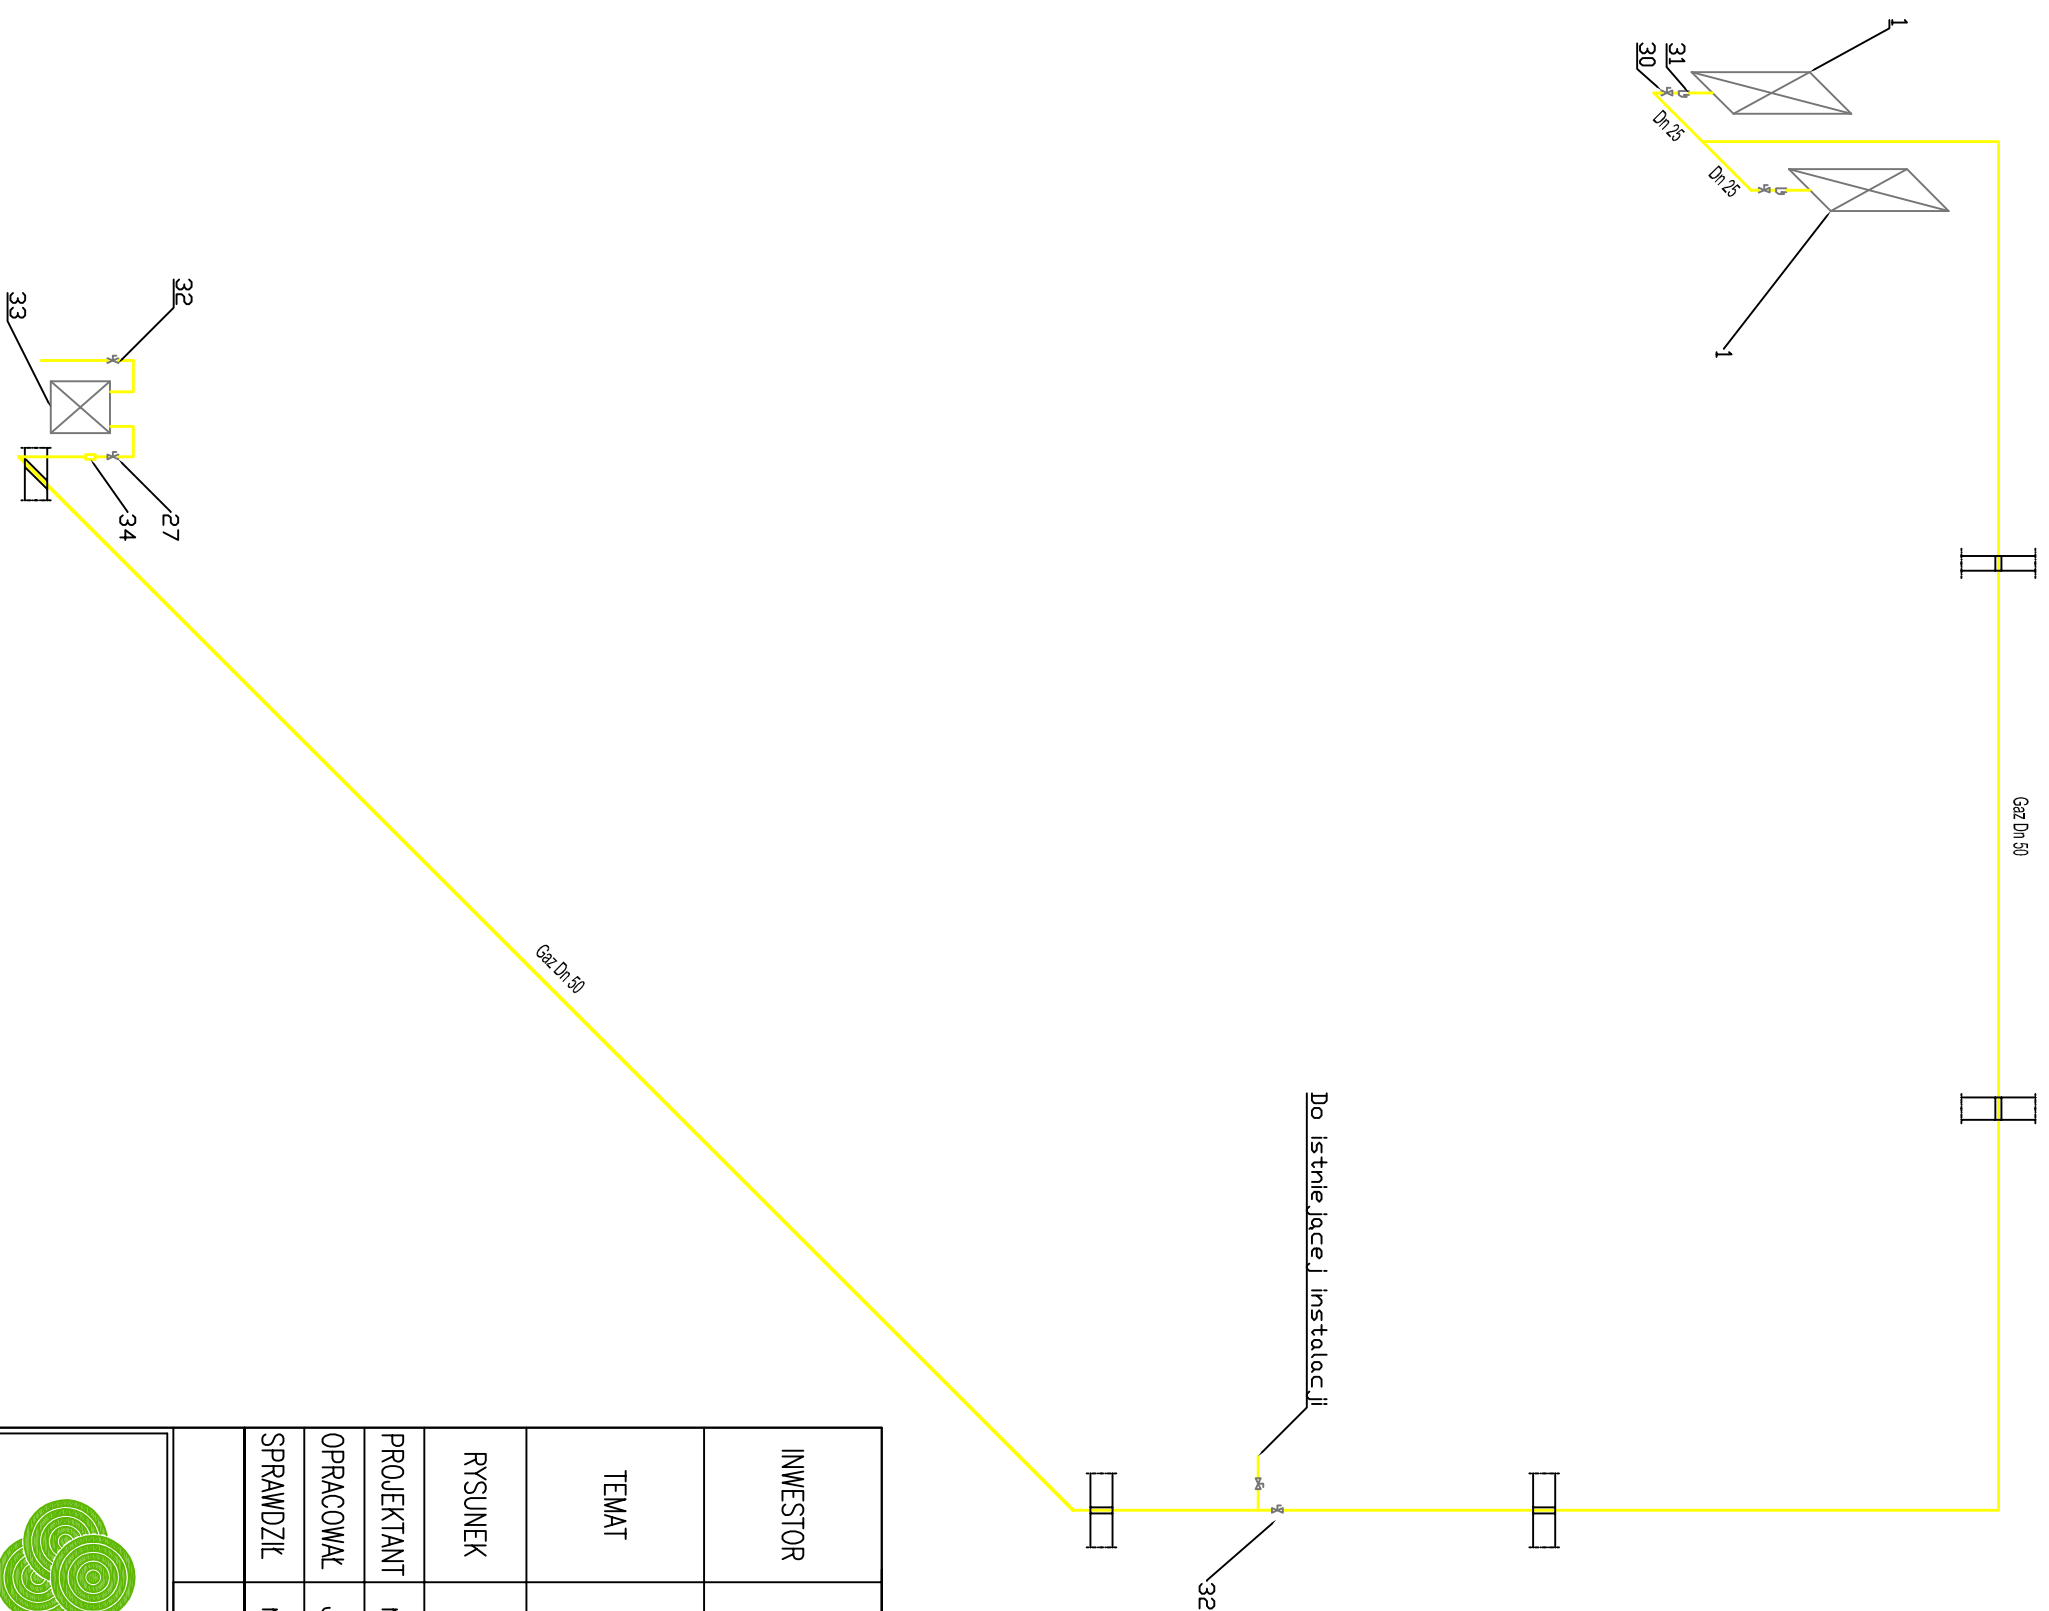 1
31
30
Dn 25
Dn 25
1
32
33
27
34
Gaz Dn 50
Gaz Dn 50
Do istniejącej instalacji
32
INWESTOR
TEMAT
RYSUNEK
PROJEKTANT
OPRACOWAŁ
SPRAWDZIŁ